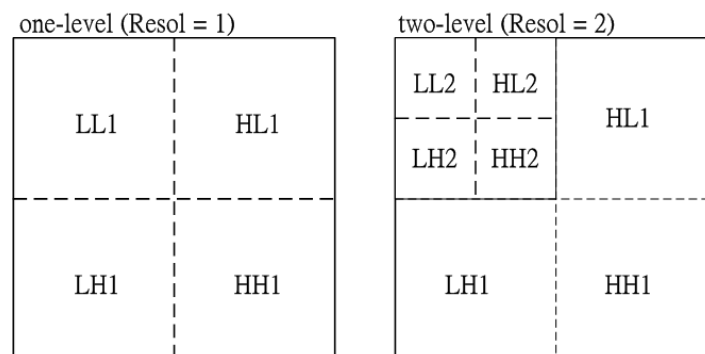 one-level (Resol = 1)
LL1 HL1
LH1 HH1
two-level (Resol = 2)
LL2 HL2
HL1
LH2 HH2
LH1 HH1